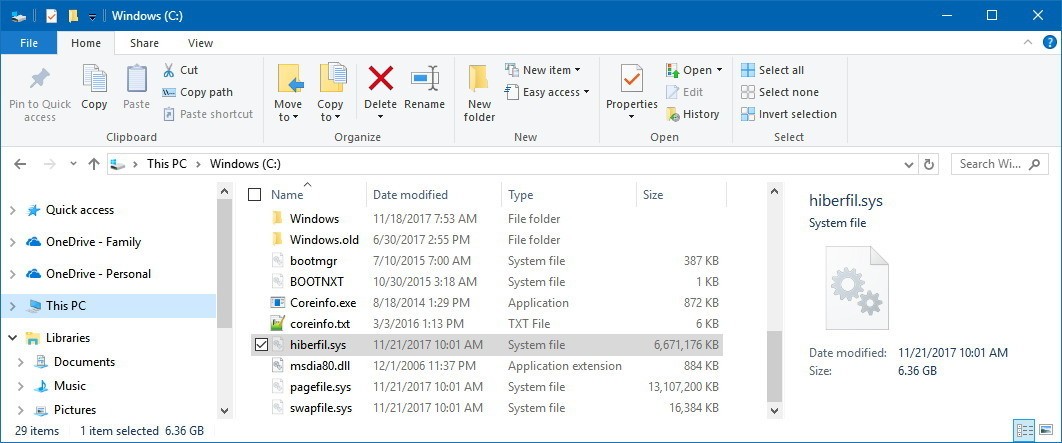 Windows (C:)
File Home Share View
Pin to Quick access
Copy
Paste
Cut
Copy path
Paste shortcut
Clipboard
Move to
Copy to
Delete
Rename
Organize
New folder
New item
Easy access
New
Properties
Open
Edit
History
Open
Select all
Select none
Invert selection
Select
This PC > Windows (C:)
Search Wi...
Quick access
OneDrive - Family
OneDrive - Personal
This PC
Libraries
Documents
Music
Pictures
Name Date modified Type Size
Windows 11/18/2017 7:53 AM File folder
Windows.old 6/30/2017 2:55 PM File folder
bootmgr 7/10/2015 7:00 AM System file 387 KB
BOOTNXT 10/30/2015 3:18 AM System file 1 KB
Coreinfo.exe 8/18/2014 1:29 PM Application 872 KB
coreinfo.txt 3/3/2016 1:13 PM TXT File 6 KB
hiberfil.sys 11/21/2017 10:01 AM System file 6,671,176 KB
msdia80.dll 12/1/2006 11:37 PM Application extension 884 KB
pagefile.sys 11/21/2017 10:01 AM System file 13,107,200 KB
swapfile.sys 11/21/2017 10:01 AM System file 16,384 KB
hiberfil.sys
System file
Date modified: 11/21/2017 10:01 AM
Size: 6.36 GB
29 items 1 item selected 6.36 GB